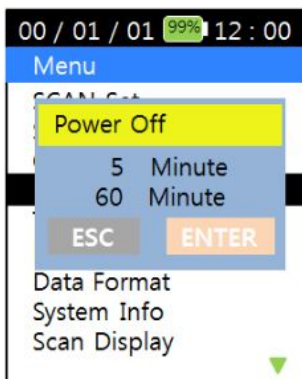 00 / 01 / 01 99% 12 : 00
Menu
Power Off
5 Minute
60 Minute
ESC ENTER
Data Format
System Info
Scan Display